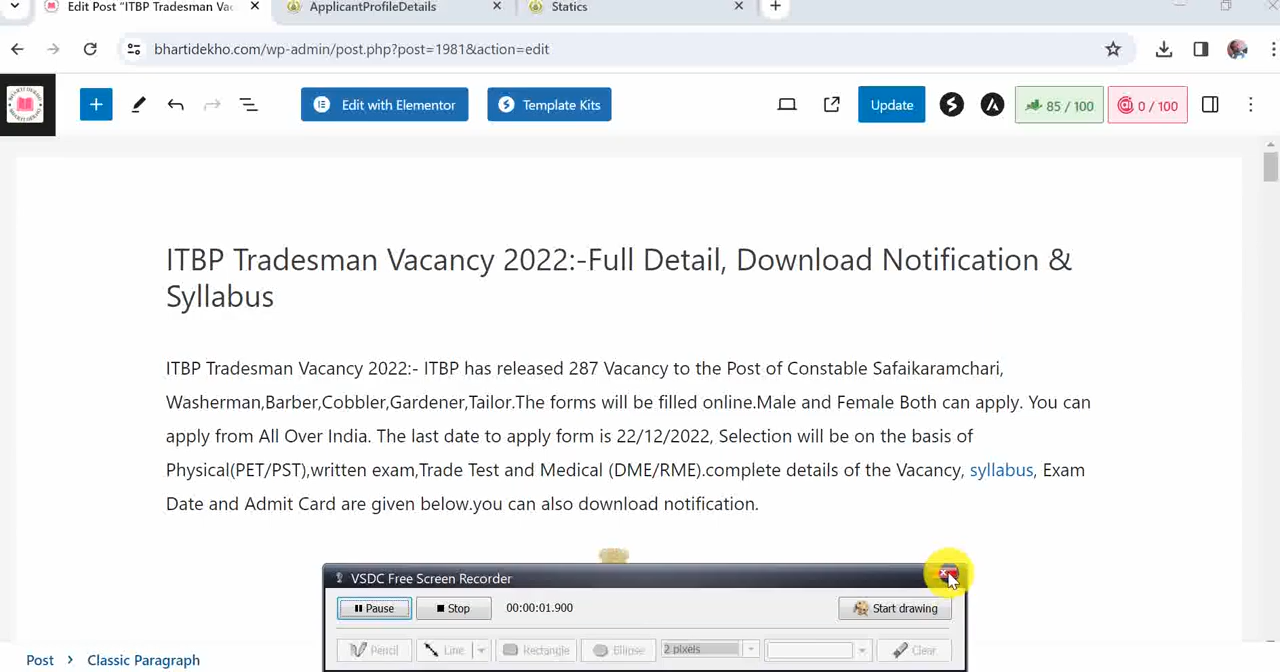 Edit Post “ITBP Tradesman Vac
ApplicantProfileDetails
Statics
bhartidekho.com/wp-admin/post.php?post=1981&action=edit
Edit with Elementor
Template Kits
Update
85 / 100
0 / 100
ITBP Tradesman Vacancy 2022:-Full Detail, Download Notification &
Syllabus
ITBP Tradesman Vacancy 2022:- ITBP has released 287 Vacancy to the Post of Constable Safaikaramchari,
Washerman,Barber,Cobbler,Gardener,Tailor.The forms will be filled online.Male and Female Both can apply. You can
apply from All Over India. The last date to apply form is 22/12/2022, Selection will be on the basis of
Physical(PET/PST),written exam,Trade Test and Medical (DME/RME).complete details of the Vacancy, syllabus, Exam
Date and Admit Card are given below.you can also download notification.
VSDC Free Screen Recorder
Pause
Stop
00:00:01.900
Start drawing
Pencil
Line
Rectangle
Ellipse
2 pixels
Clear
Post
Classic Paragraph